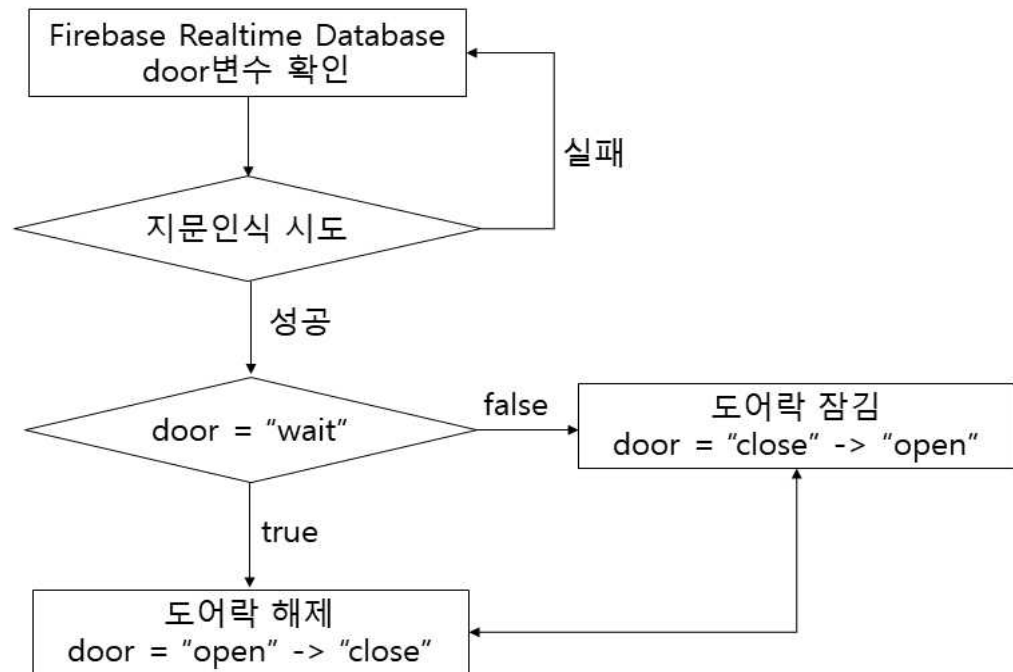 Firebase Realtime Database
door변수 확인
실패
지문인식 시도
성공
door = “wait”
false
도어락 잠김
door = “close” -> “open”
true
도어락 해제
door = “open” -> “close”